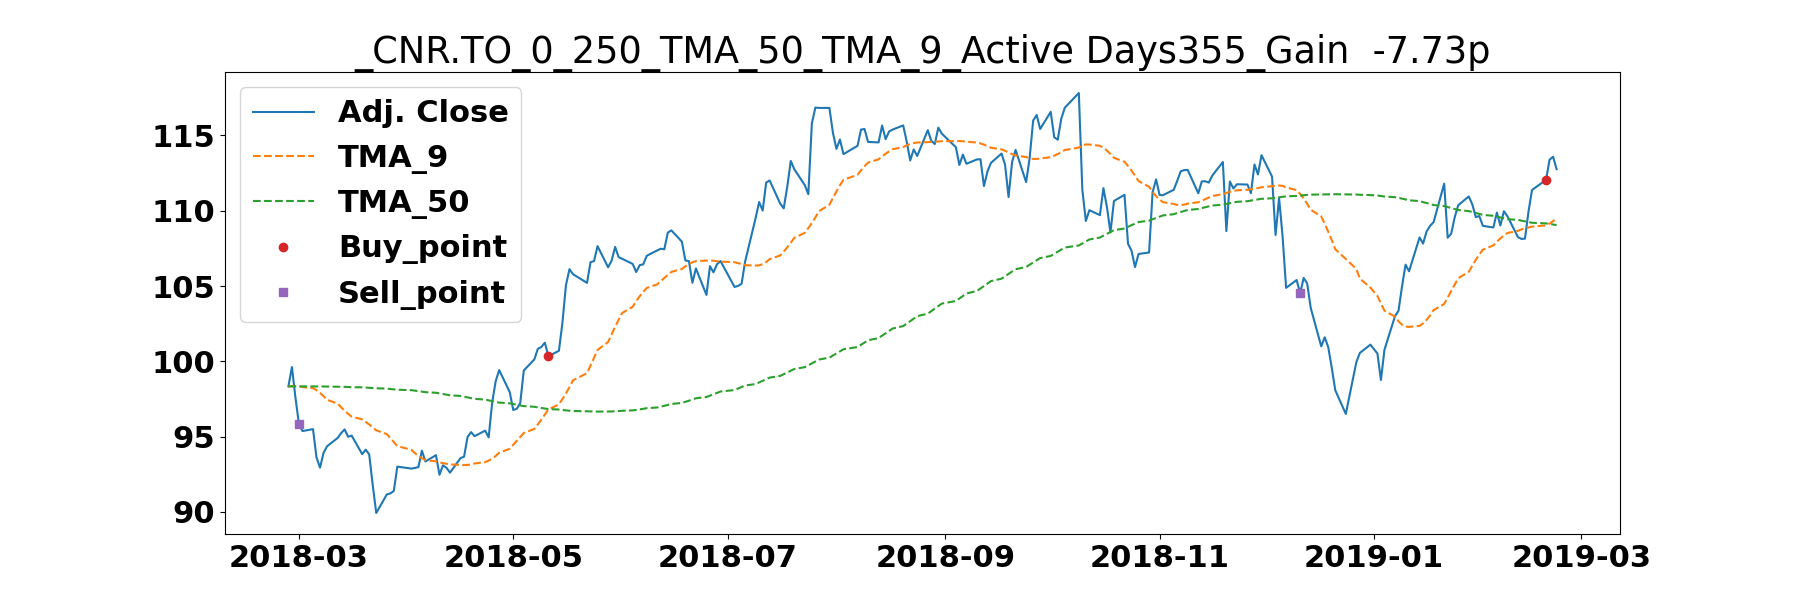 _CNR.TO_0_250_TMA_50_TMA_9_Active Days355_Gain  -7.73p
Adj. Close
TMA_9
TMA_50
Buy_point
Sell_point
115
110
105
100
95
90
2018-03 2018-05 2018-07 2018-09 2018-11 2019-01 2019-03